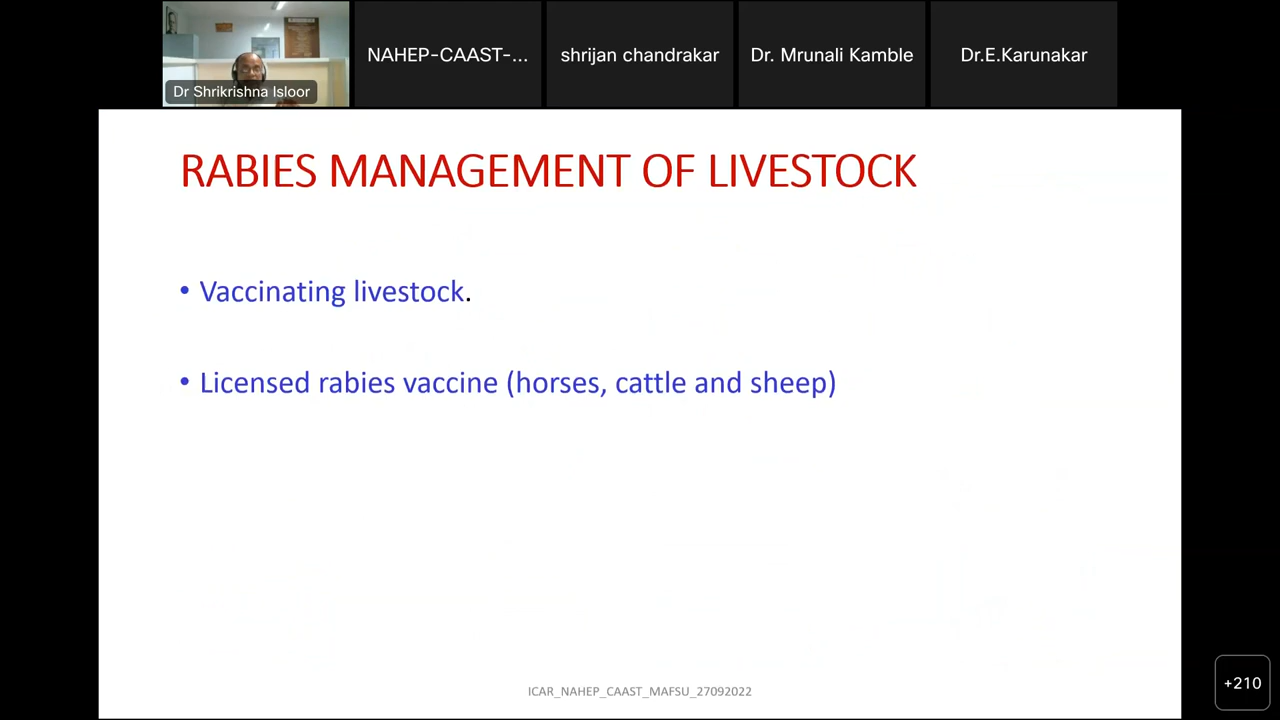 NAHEP-CAAST-...
shrijan chandrakar
Dr. Mrunali Kamble
Dr.E.Karunakar
Dr Shrikrishna Isloor
RABIES MANAGEMENT OF LIVESTOCK
• Vaccinating livestock.
• Licensed rabies vaccine (horses, cattle and sheep)
ICAR_NAHEP_CAAST_MAFSU_27092022
+210